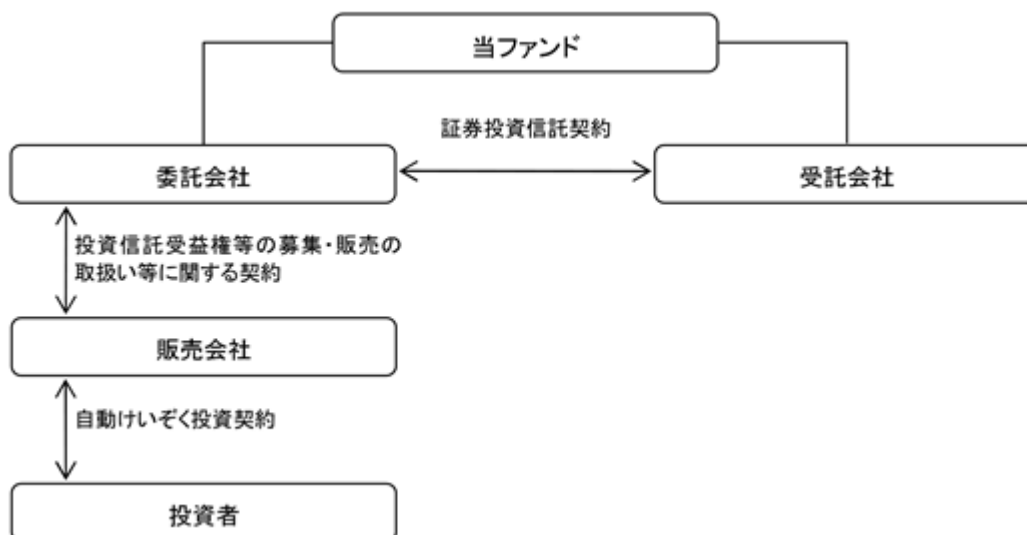 当ファンド
証券投資信託契約
委託会社
受託会社
投資信託受益権等の募集・販売の
取扱い等に関する契約
販売会社
自動けいぞく投資契約
投資者